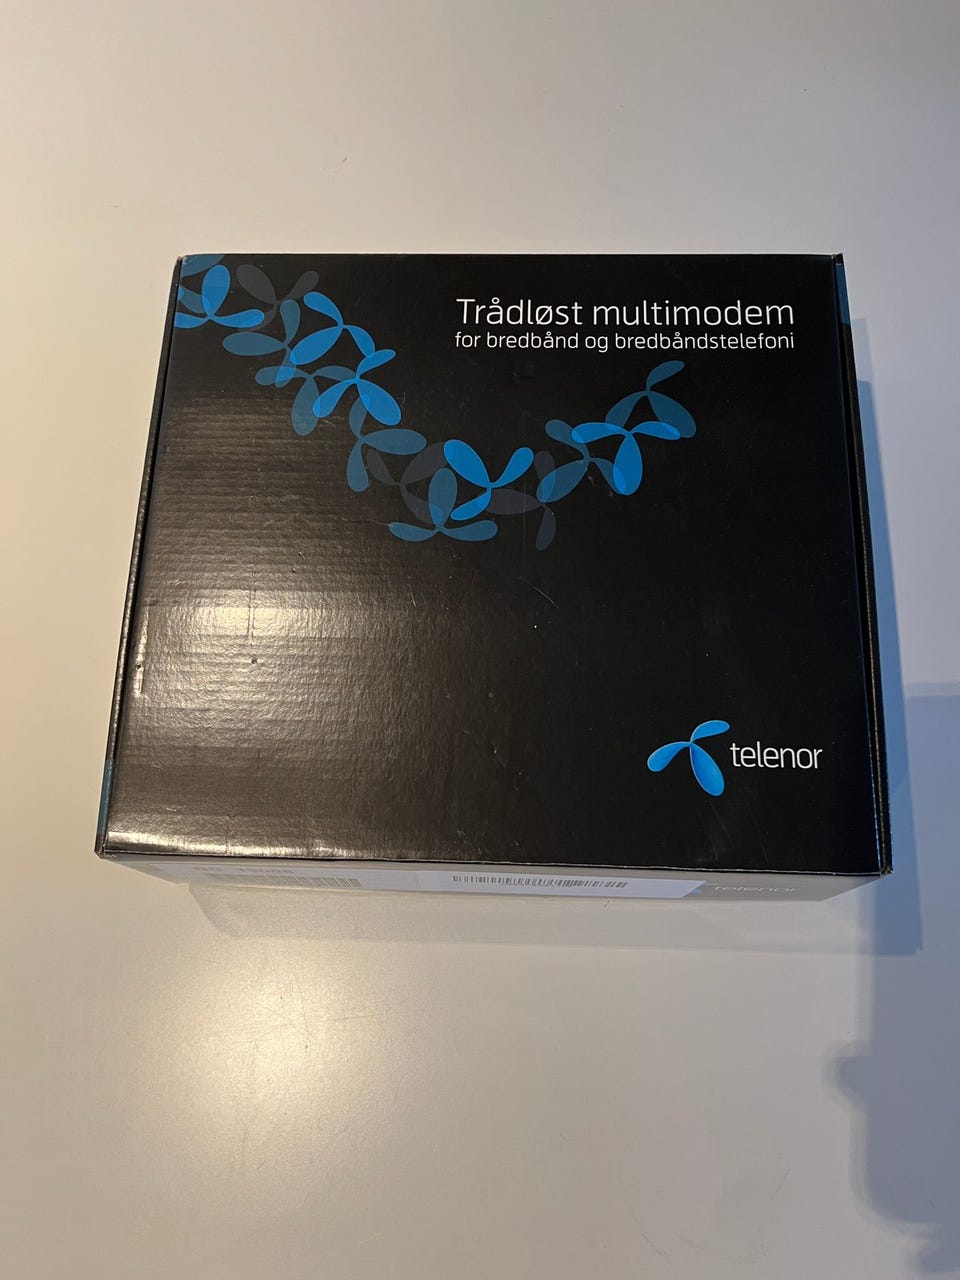 Trådløst multimodem
for bredbånd og bredbåndstelefoni
telenor
telenor